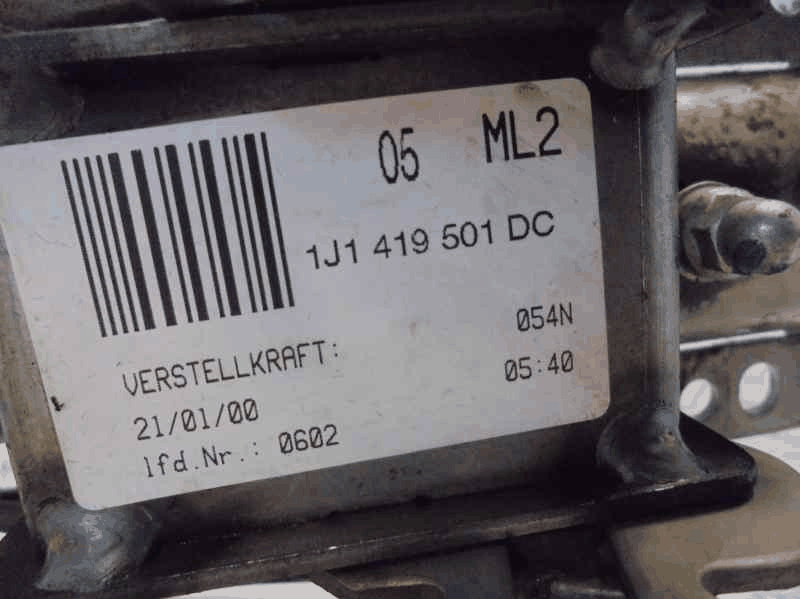 05 ML2
1J1 419 501 DC
VERSTELLKRAFT: 054N
21/01/00 05:40
lfd.Nr.: 0602